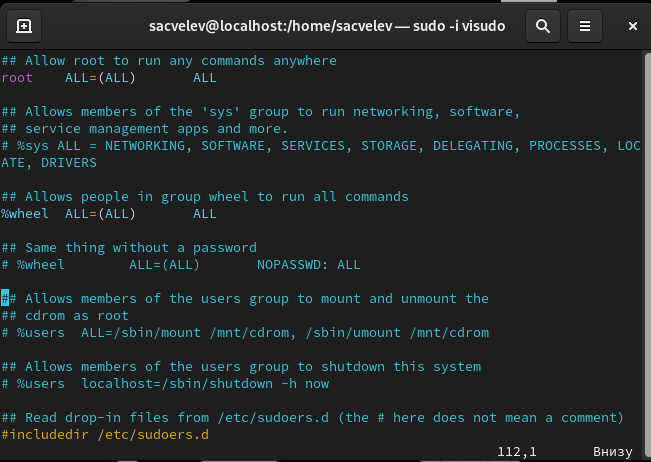 sacvelev@localhost:/home/sacvelev — sudo -i visudo
## Allow root to run any commands anywhere
root    ALL=(ALL)       ALL

## Allows members of the 'sys' group to run networking, software,
## service management apps and more.
# %sys ALL = NETWORKING, SOFTWARE, SERVICES, STORAGE, DELEGATING, PROCESSES, LOC
ATE, DRIVERS

## Allows people in group wheel to run all commands
%wheel  ALL=(ALL)       ALL

## Same thing without a password
# %wheel        ALL=(ALL)       NOPASSWD: ALL

## Allows members of the users group to mount and unmount the
## cdrom as root
# %users  ALL=/sbin/mount /mnt/cdrom, /sbin/umount /mnt/cdrom

## Allows members of the users group to shutdown this system
# %users  localhost=/sbin/shutdown -h now

## Read drop-in files from /etc/sudoers.d (the # here does not mean a comment)
#includedir /etc/sudoers.d
112,1 Внизу